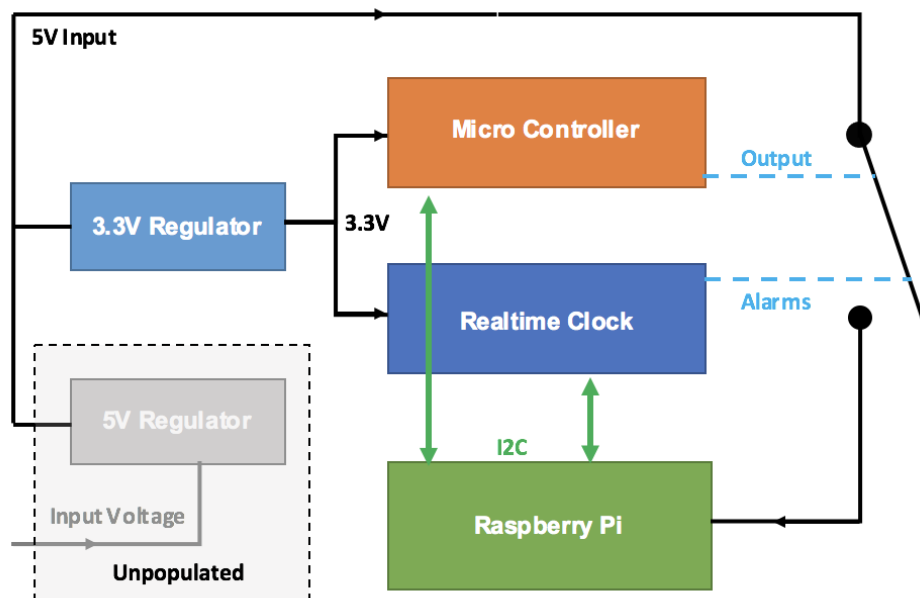 5V Input
Micro Controller
Output
3.3V Regulator
3.3V
Alarms
Realtime Clock
5V Regulator
I2C
Input Voltage
Raspberry Pi
Unpopulated